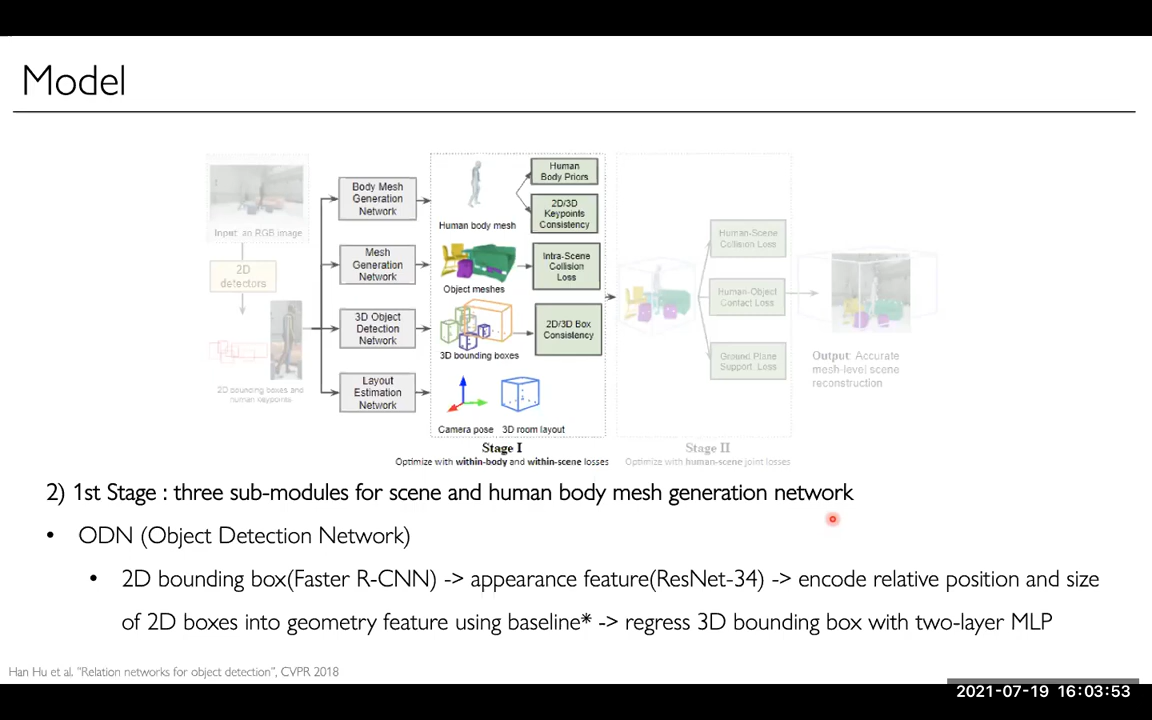 Model
Input: an RGB image
2D
detectors
2D bounding boxes and
human keypoints
Body Mesh
Generation
Network
Mesh
Generation
Network
3D Object
Detection
Network
Layout
Estimation
Network
Human body mesh
Object meshes
3D bounding boxes
Camera pose 3D room layout
Human
Body Priors
2D/3D
Keypoints
Consistency
Intra-Scene
Collision
Loss
2D/3D Box
Consistency
Stage I
Optimize with within-body and within-scene losses
Human-Scene
Collision Loss
Human-Object
Contact Loss
Ground Plane
Support Loss
Stage II
Optimize with human-scene joint losses
Output: Accurate
mesh-level scene
reconstruction
2) 1st Stage : three sub-modules for scene and human body mesh generation network
• ODN (Object Detection Network)
• 2D bounding box(Faster R-CNN) -> appearance feature(ResNet-34) -> encode relative position and size
of 2D boxes into geometry feature using baseline* -> regress 3D bounding box with two-layer MLP
Han Hu et al. "Relation networks for object detection", CVPR 2018
2021-07-19 16:03:53